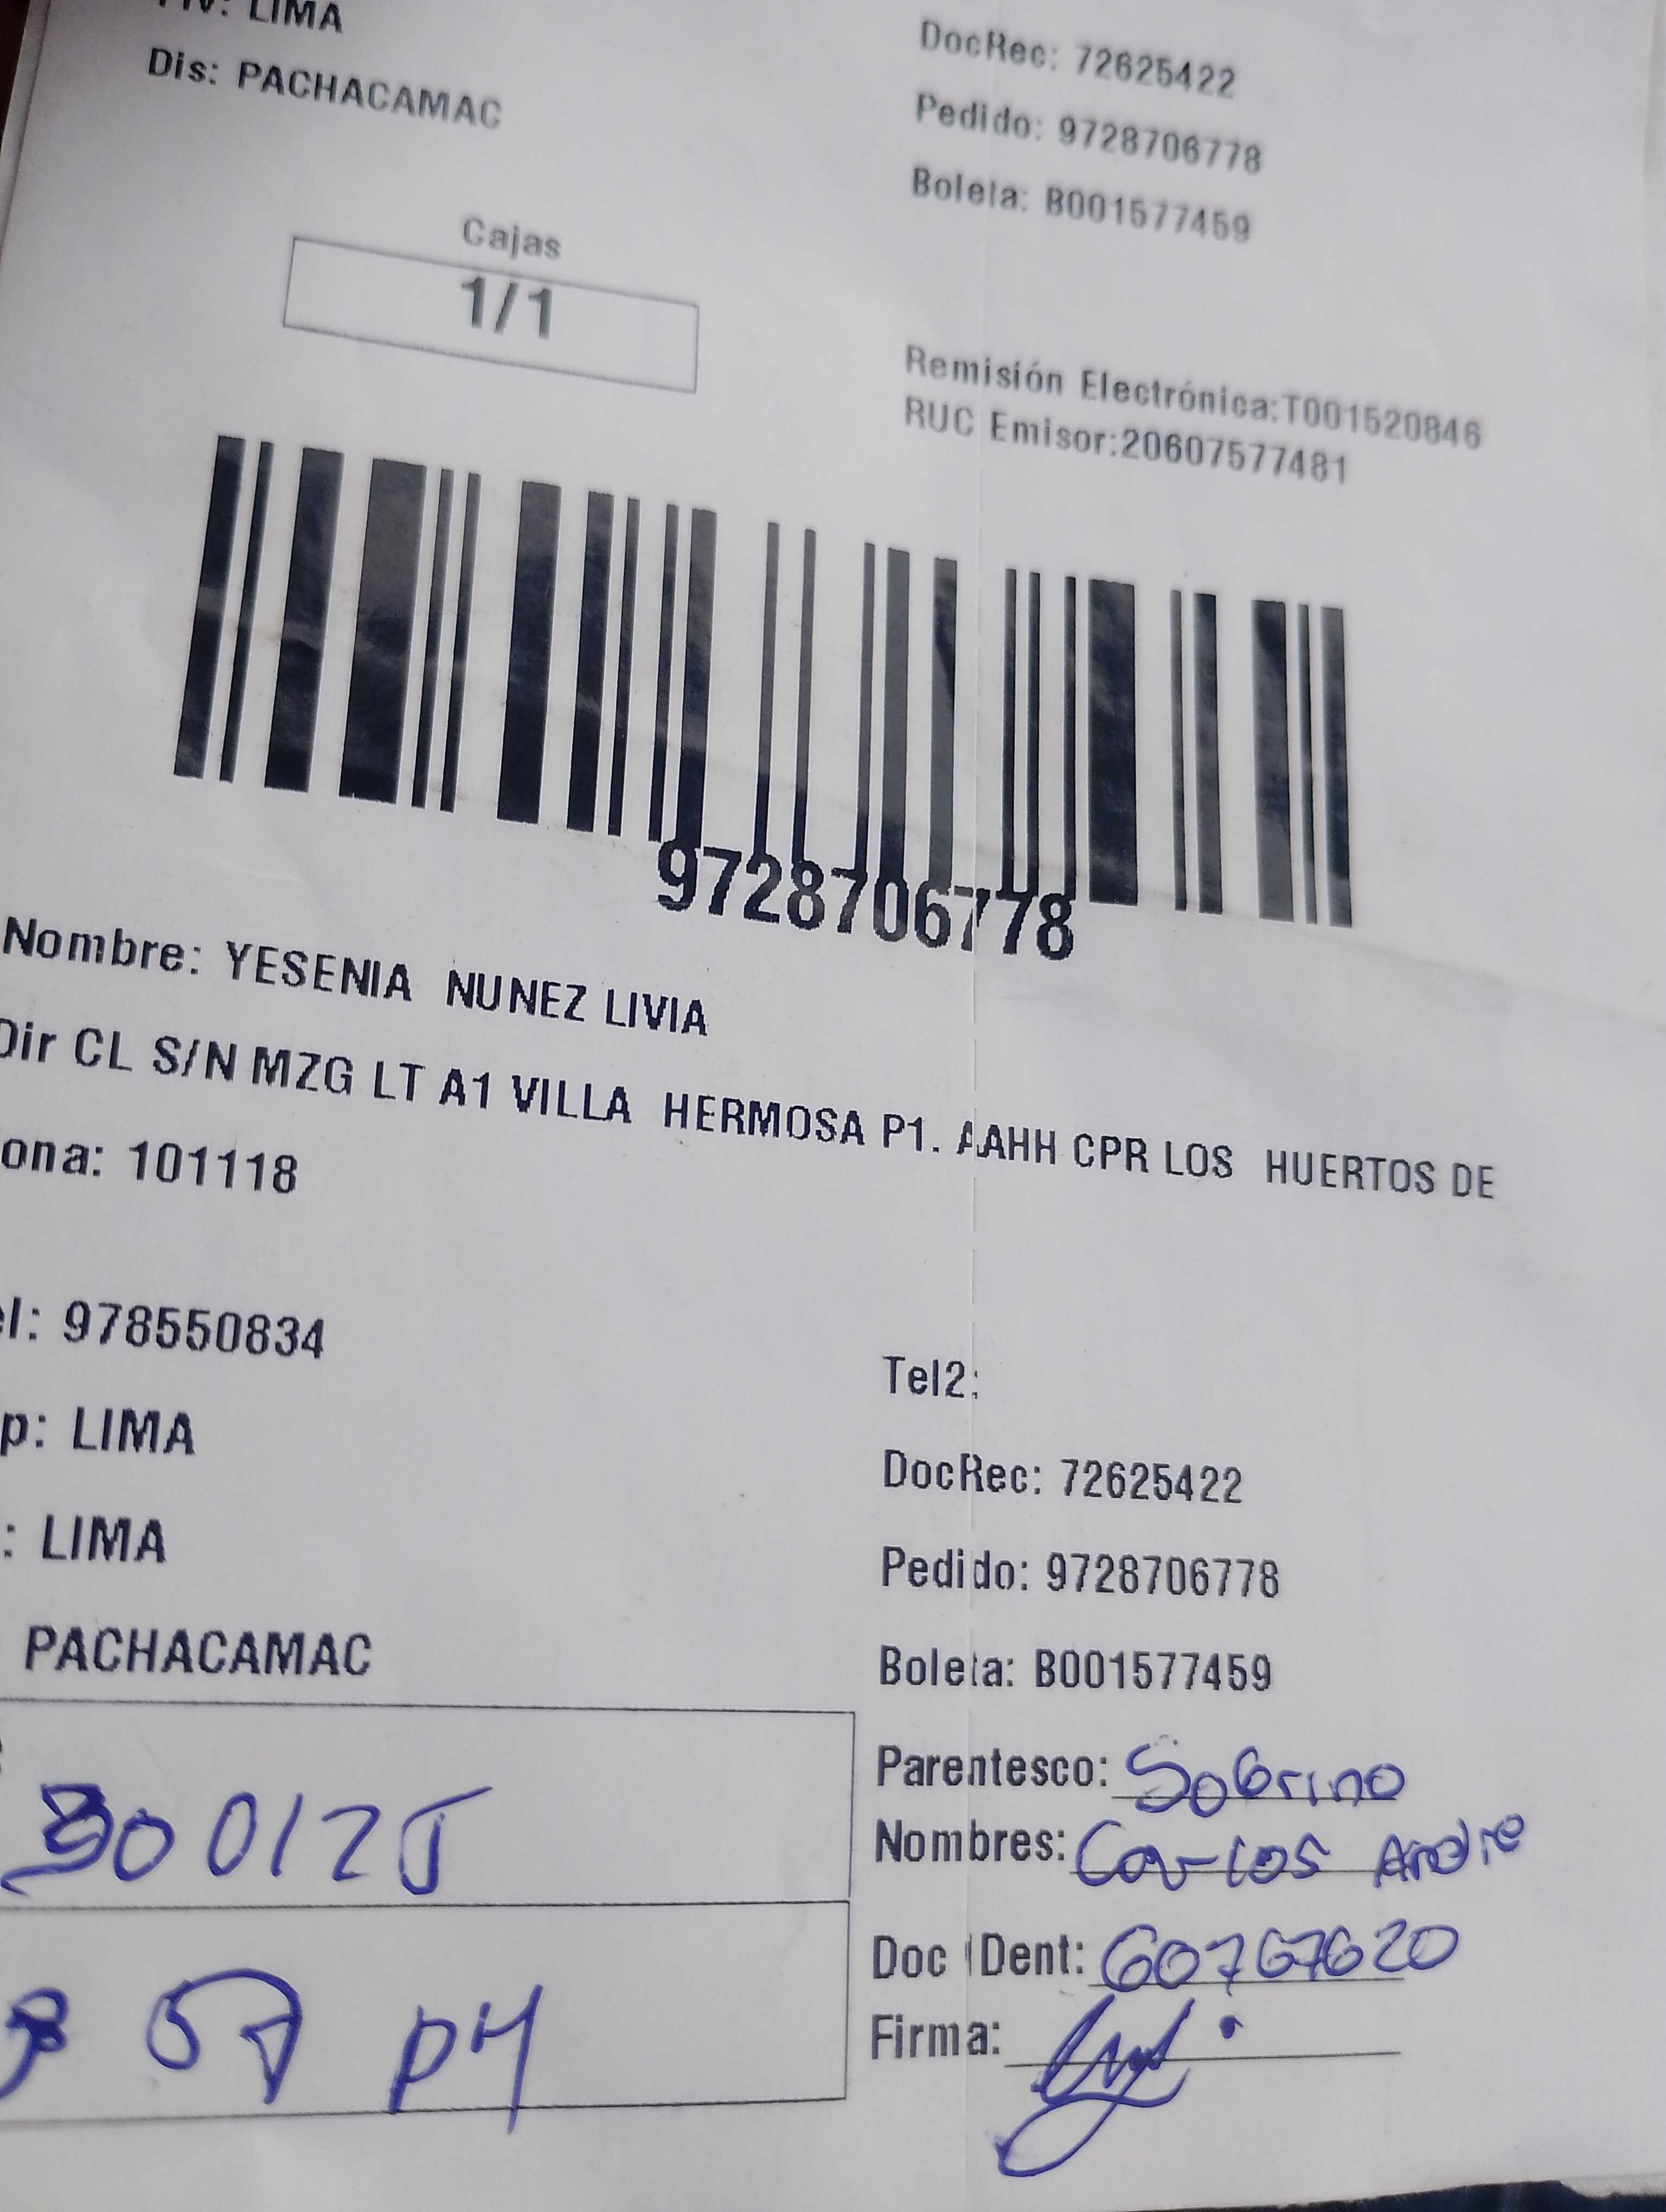 Prv: LIMA
Dis: PACHACAMAC
DocRec: 72625422
Pedido: 9728706778
Boleta: B001577459
Cajas
1/1
Remisión Electrónica:T001520846
RUC Emisor:20607577481
9728706778
Nombre: YESENIA NUNEZ LIVIA
Dir CL S/N MZG LT A1 VILLA HERMOSA P1. AAHH CPR LOS HUERTOS DE
ona: 101118
el: 978550834
Tel2:
p: LIMA
DocRec: 72625422
: LIMA
Pedido: 9728706778
PACHACAMAC
Boleta: B001577459
Parentesco: Sobrino
Nombres: Carlos Andre
Doc IDent: 60767620
Firma:
PM